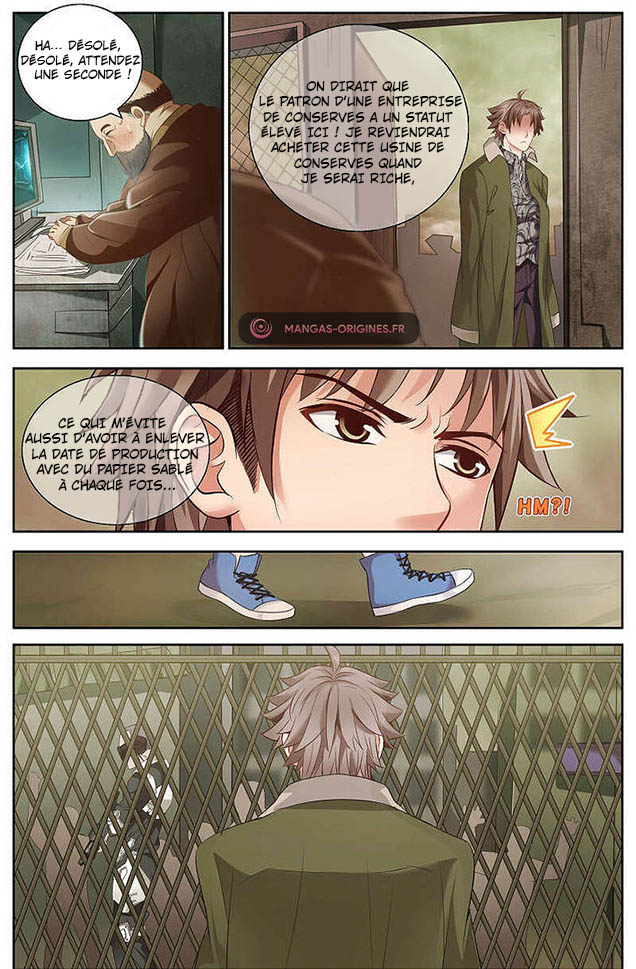 HA... DÉSOLÉ,
DÉSOLÉ, ATTENDEZ
UNE SECONDE !
ON DIRAIT QUE
LE PATRON D'UNE ENTREPRISE
DE CONSERVES A UN STATUT
ÉLEVÉ ICI ! JE REVIENDRAI
ACHETER CETTE USINE DE
CONSERVES QUAND
JE SERAI RICHE,
MANGAS-ORIGINES.FR
CE QUI M'ÉVITE
AUSSI D'AVOIR À ENLEVER
LA DATE DE PRODUCTION
AVEC DU PAPIER SABLÉ
À CHAQUE FOIS...
HM?!